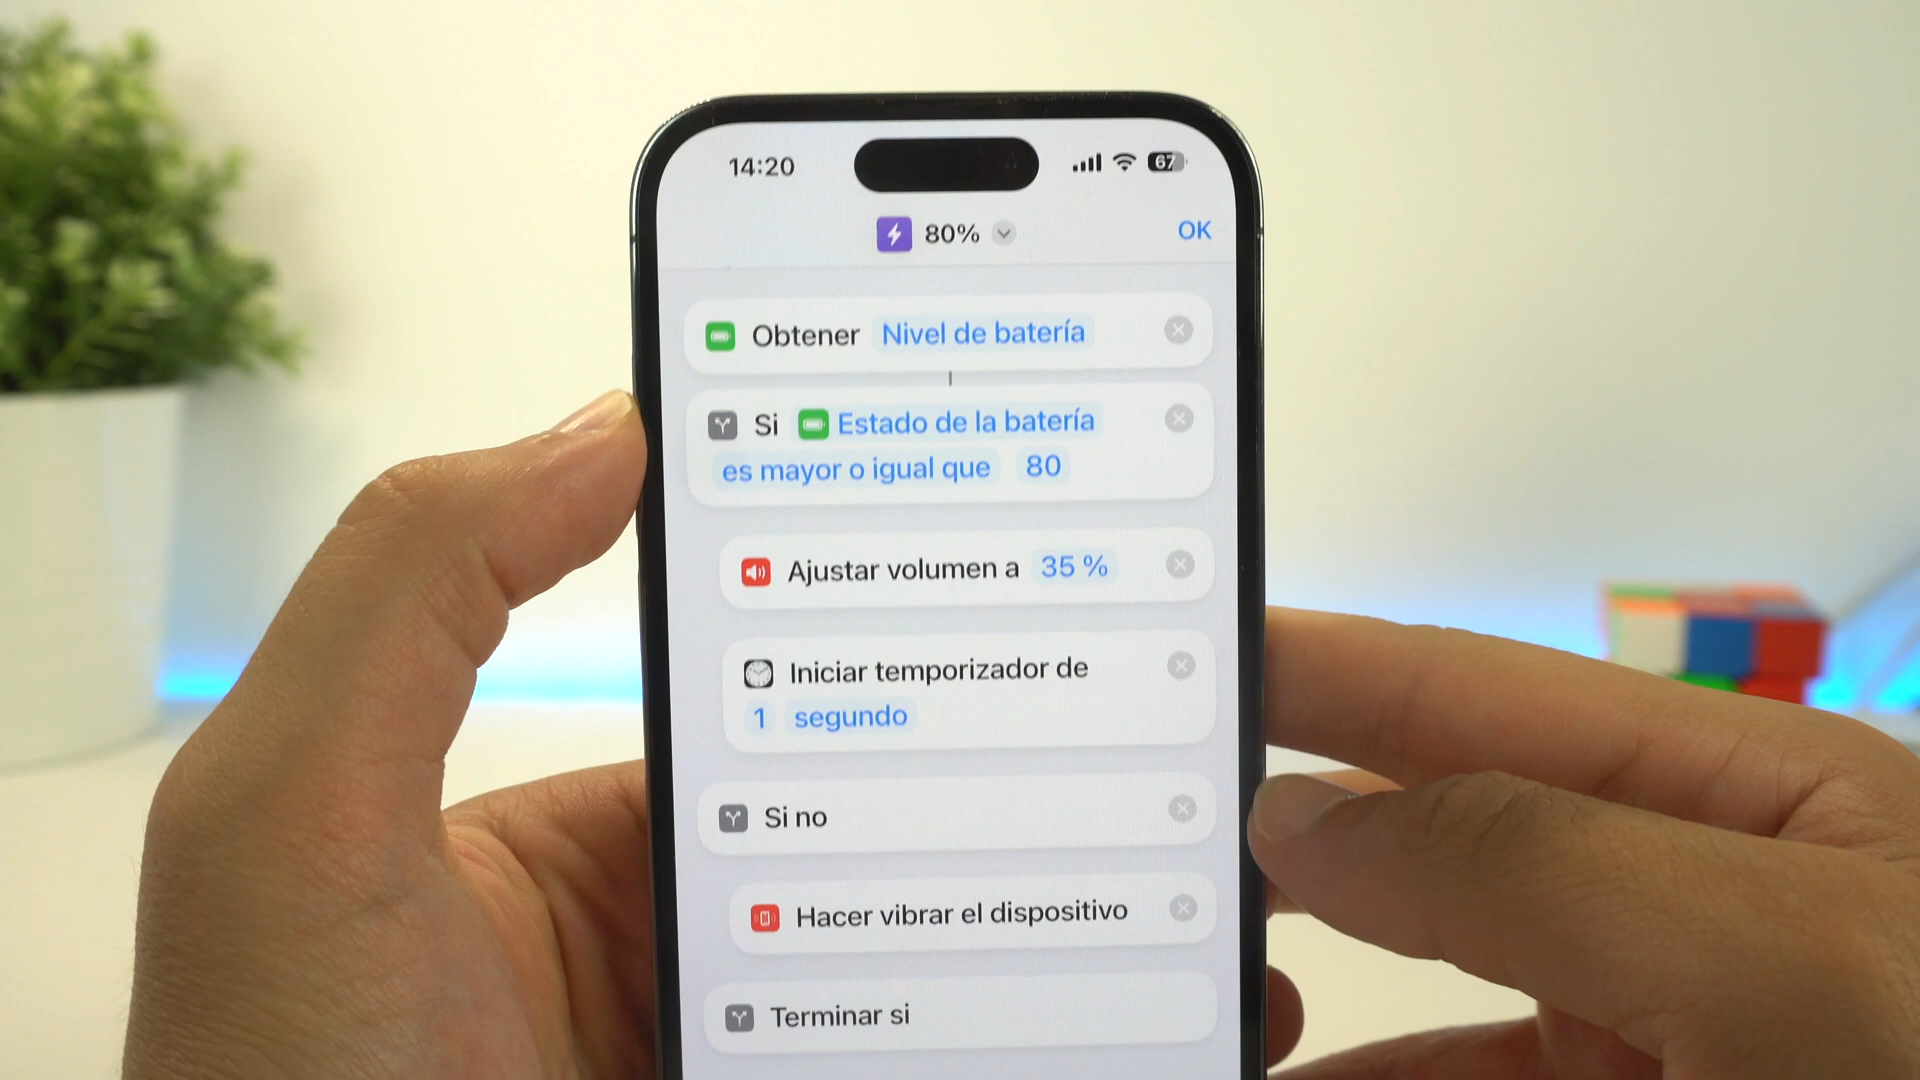 14:20
67
80%
OK
Obtener Nivel de batería
Si Estado de la batería
es mayor o igual que 80
Ajustar volumen a 35 %
Iniciar temporizador de
1 segundo
Si no
Hacer vibrar el dispositivo
Terminar si